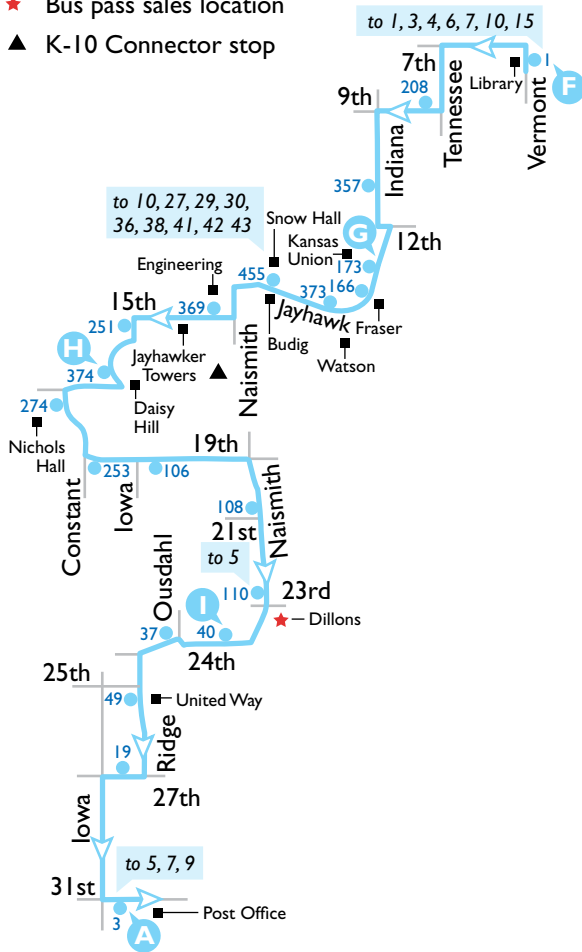 Bus pass sales location
K-10 Connector stop
to 1, 3, 4, 6, 7, 10, 15
7th
Library
1
F
208
9th
Tennessee
Vermont
Indiana
357
to 10, 27, 29, 30,
36, 38, 41, 42 43
Snow Hall
G
12th
Kansas
Union
173
Engineering
455
166
373
Jayhawk
Fraser
15th
369
251
Budig
Watson
Naismith
H
Jayhawker
Towers
374
274
Daisy
Hill
Nichols
Hall
19th
253
106
Constant
Iowa
Naismith
108
21st
to 5
Ousdahl
110
23rd
I
Dillons
37
40
24th
25th
49
United Way
Ridge
19
27th
Iowa
to 5, 7, 9
31st
3
Post Office
A